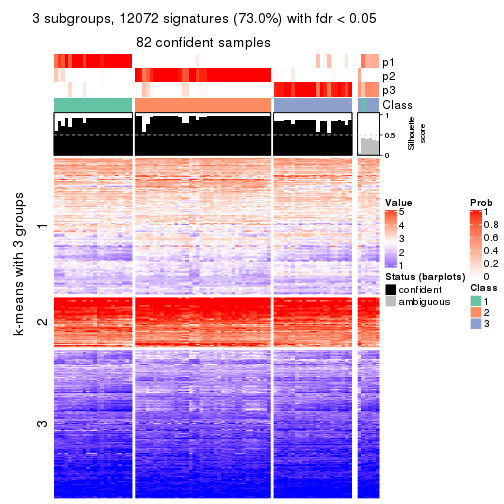 3 subgroups, 12072 signatures (73.0%) with fdr < 0.05
82 confident samples
p1
p2
p3
Class
1
0.5
0
Silhouette
score
k-means with 3 groups
1
2
3
Value
5
4
3
2
1
Status (barplots)
confident
ambiguous
Prob
1
0.8
0.6
0.4
0.2
0
Class
1
2
3